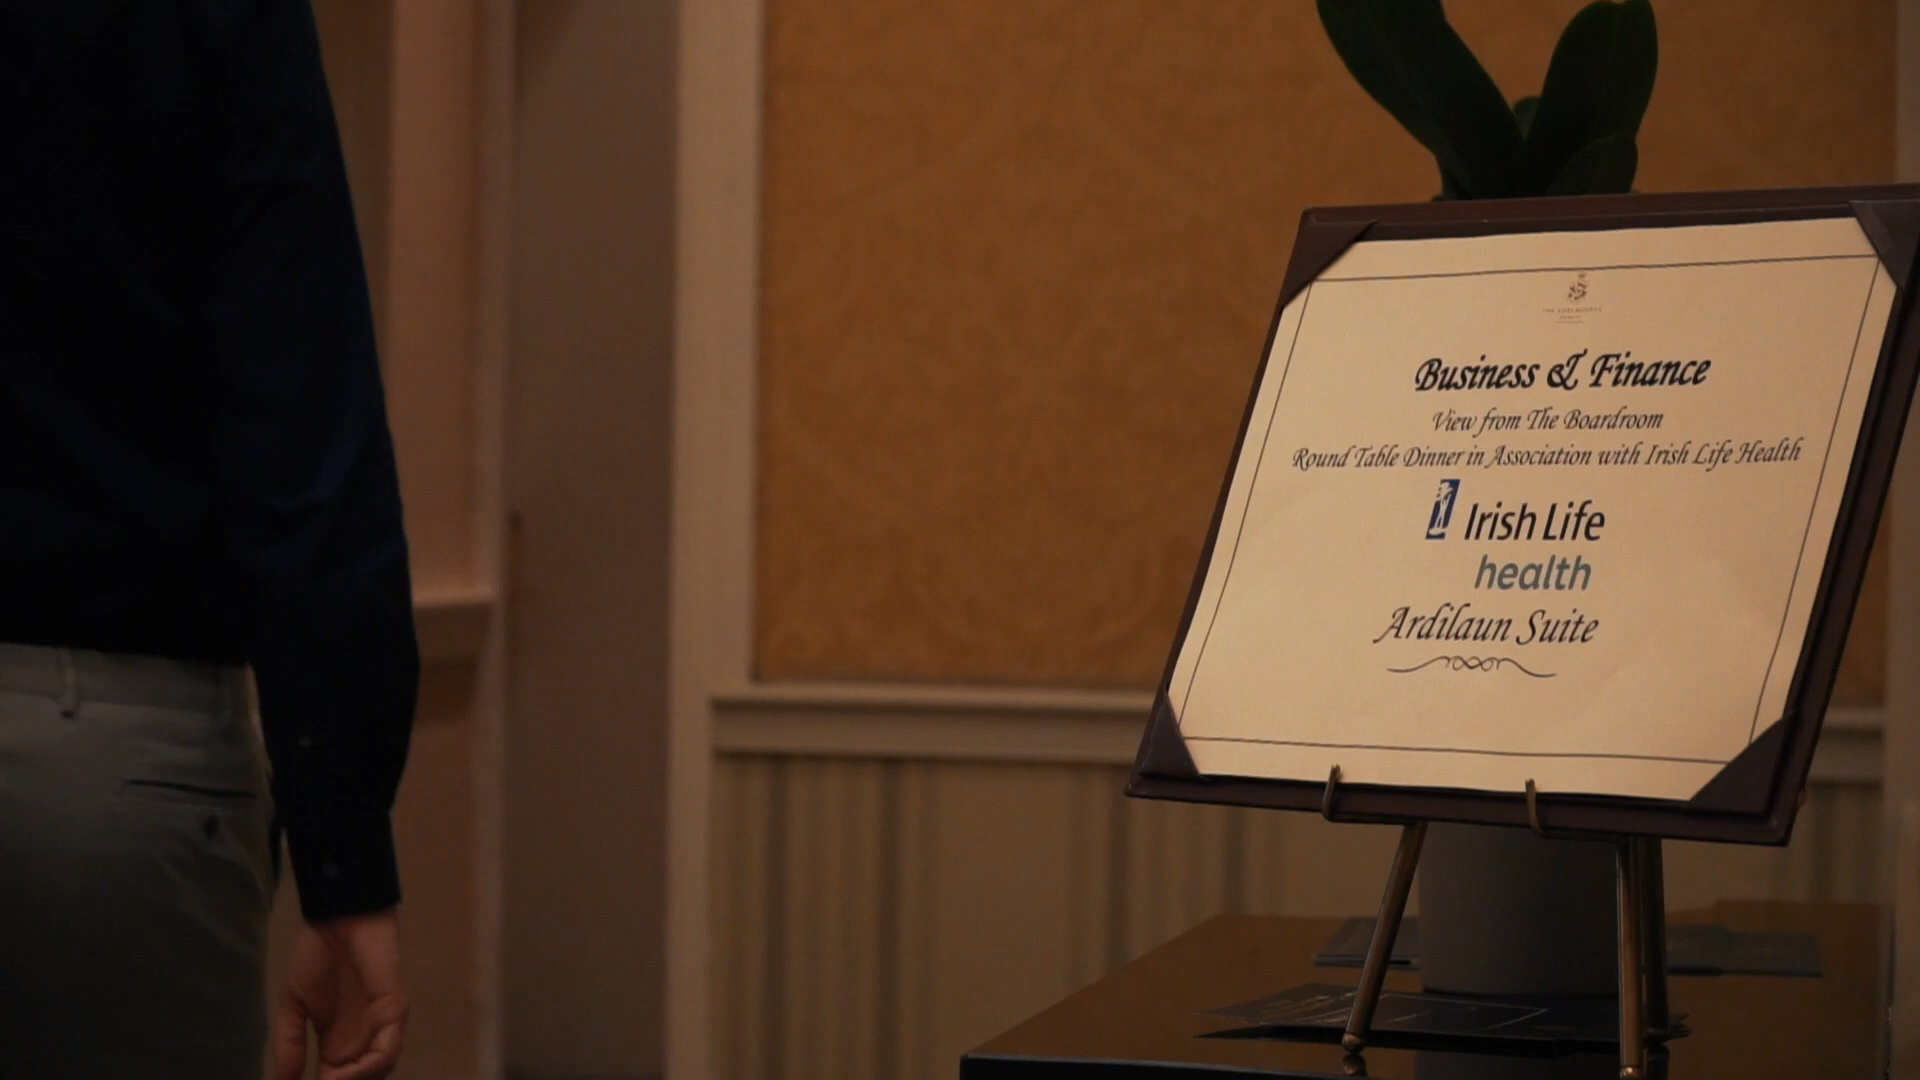 Business & Finance
View from The Boardroom
Round Table Dinner in Association with Irish Life Health
Irish Life
health
Ardilaun Suite